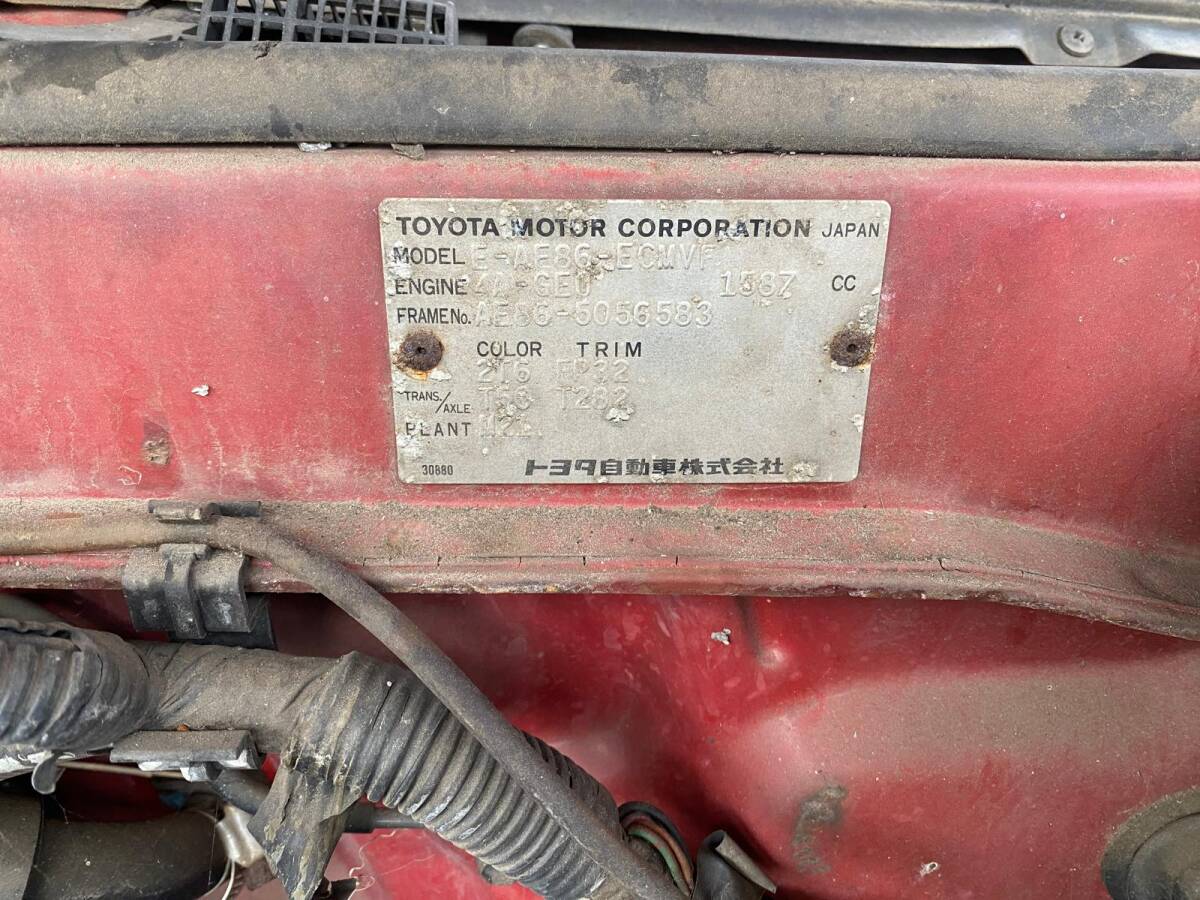 TOYOTA MOTOR CORPORATION JAPAN
MODEL E-AE86-ECMVF
ENGINE 4A-GEU 1587 CC
FRAME No. AE86-5056583
COLOR TRIM
2T6 FP32
TRANS./AXLE T50 T282
PLANT
30880 トヨタ自動車株式会社